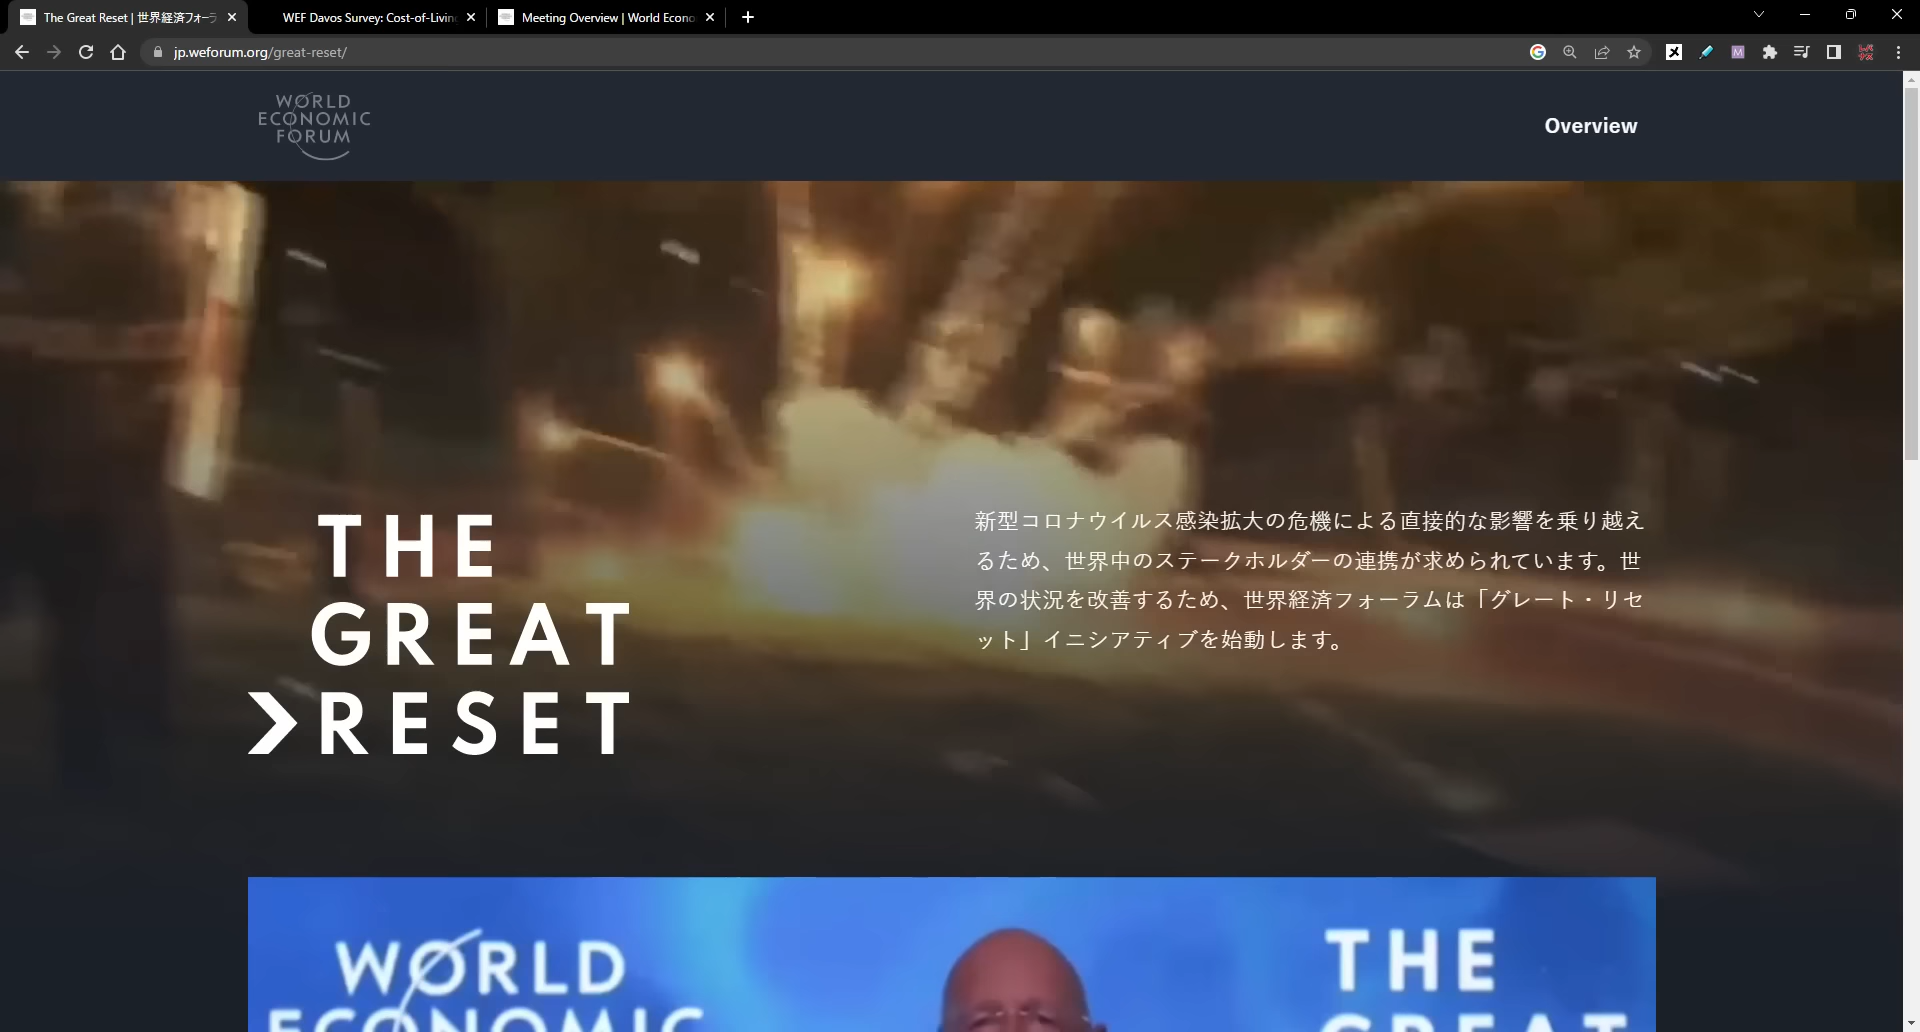 The Great Reset | 世界経済フォーラ
WEF Davos Survey: Cost-of-Living
Meeting Overview | World Econo
jp.weforum.org/great-reset/
WORLD
ECONOMIC
FORUM
Overview
THE
GREAT
RESET
新型コロナウイルス感染拡大の危機による直接的な影響を乗り越え
るため、世界中のステークホルダーの連携が求められています。世
界の状況を改善するため、世界経済フォーラムは「グレート・リセ
ット」イニシアティブを始動します。
WORLD
ECONOMIC
THE
GREAT